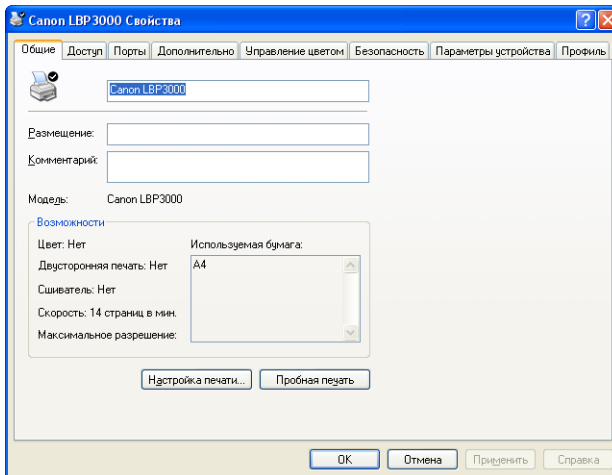 Canon LBP3000 Свойства
Общие Доступ Порты Дополнительно Управление цветом Безопасность Параметры устройства Профиль
Canon LBP3000
Размещение:
Комментарий:
Модель: Canon LBP3000
Возможности
Цвет: Нет Используемая бумага:
Двусторонняя печать: Нет A4
Сшиватель: Нет
Скорость: 14 страниц в мин.
Максимальное разрешение:
Настройка печати... Пробная печать
OK Отмена Применить Справка